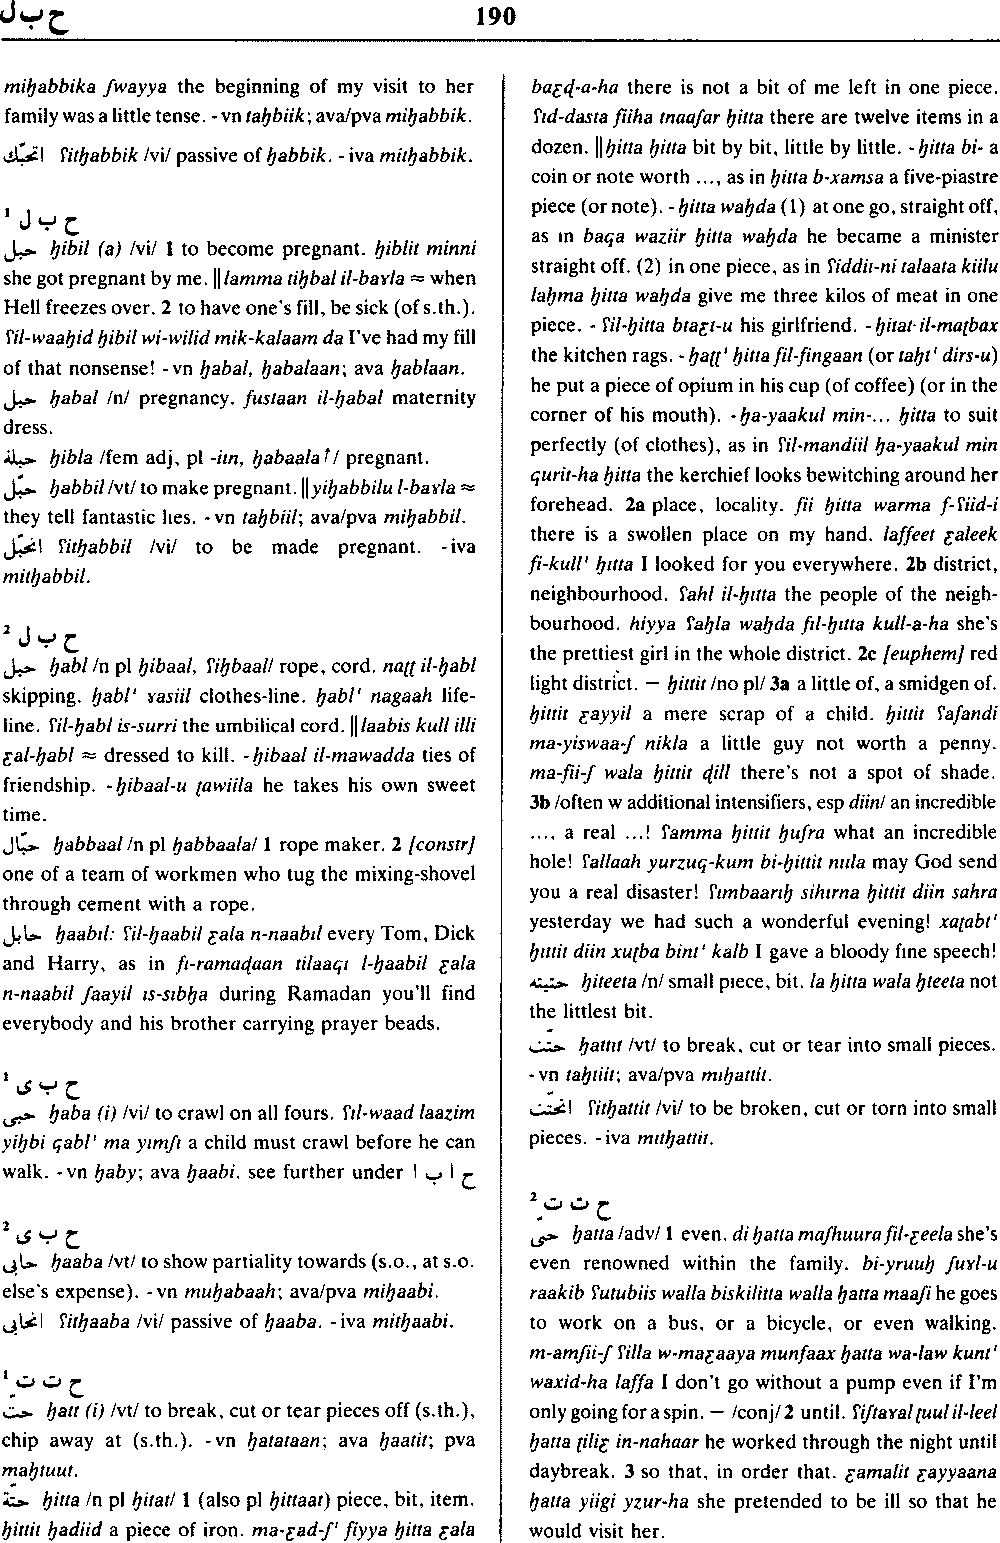 ح ب ل
190
miḥabbika ʃwayya the beginning of my visit to her
family was a little tense. -vn taḥbiik; ava/pva miḥabbik.
اتحبّك ʕitḥabbik /vi/ passive of ḥabbik. -iva mitḥabbik.
ح ب ل ¹
حبل ḥibil (a) /vi/ 1 to become pregnant. ḥiblit minni
she got pregnant by me. ‖lamma tiḥbal il-baɤla ≈ when
Hell freezes over. 2 to have one's fill, be sick (of s.th.).
ʕil-waaḥid ḥibil wi-wilid mik-kalaam da I've had my fill
of that nonsense! -vn ḥabal, ḥabalaan; ava ḥablaan.
حبل ḥabal /n/ pregnancy. fustaan il-ḥabal maternity
dress.
حبلة ḥibla /fem adj, pl -iin, ḥabaala↑/ pregnant.
حبّل ḥabbil /vt/ to make pregnant. ‖yiḥabbilu l-baɤla ≈
they tell fantastic lies. -vn taḥbiil; ava/pva miḥabbil.
اتحبّل ʕitḥabbil /vi/ to be made pregnant. -iva
mitḥabbil.
ح ب ل ²
حبل ḥabl /n pl ḥibaal, ʕiḥbaal/ rope, cord. naṭṭ il-ḥabl
skipping. ḥabl' ɤasiil clothes-line. ḥabl' nagaah life-
line. ʕil-ḥabl is-surri the umbilical cord. ‖laabis kull illi
ƹal-ḥabl ≈ dressed to kill. -ḥibaal il-mawadda ties of
friendship. -ḥibaal-u ṭawiila he takes his own sweet
time.
حبّال ḥabbaal /n pl ḥabbaala/ 1 rope maker. 2 [constr]
one of a team of workmen who tug the mixing-shovel
through cement with a rope.
حابل ḥaabil: ʕil-ḥaabil ƹala n-naabil every Tom, Dick
and Harry, as in fi-ramaḍaan tilaaqi l-ḥaabil ƹala
n-naabil ʃaayil is-sibḥa during Ramadan you'll find
everybody and his brother carrying prayer beads.
ح ب ى ¹
حبى ḥaba (i) /vi/ to crawl on all fours. ʕil-waad laazim
yiḥbi qabl' ma yimʃi a child must crawl before he can
walk. -vn ḥaby; ava ḥaabi. see further under ح ا ب ا
ح ب ى ²
حابى ḥaaba /vt/ to show partiality towards (s.o., at s.o.
else's expense). -vn muḥabaah; ava/pva miḥaabi.
اتحابى ʕitḥaaba /vi/ passive of ḥaaba. -iva mitḥaabi.
ح ت ت ¹
حتّ ḥatt (i) /vt/ to break, cut or tear pieces off (s.th.),
chip away at (s.th.). -vn ḥatataan; ava ḥaatit; pva
maḥtuut.
حتّة ḥitta /n pl ḥitat/ 1 (also pl ḥittaat) piece, bit, item.
ḥittit ḥadiid a piece of iron. ma-ƹad-ʃ' fiyya ḥitta ƹala
baƹḍ-a-ha there is not a bit of me left in one piece.
ʕid-dasta fiiha tnaaʃar ḥitta there are twelve items in a
dozen. ‖ḥitta ḥitta bit by bit, little by little. -ḥitta bi- a
coin or note worth ..., as in ḥitta b-xamsa a five-piastre
piece (or note). -ḥitta waḥda (1) at one go, straight off,
as in baqa waziir ḥitta waḥda he became a minister
straight off. (2) in one piece, as in ʕiddii-ni talaata kiilu
laḥma ḥitta waḥda give me three kilos of meat in one
piece. - ʕil-ḥitta btaƹt-u his girlfriend. -ḥitat il-maṭbax
the kitchen rags. -ḥaṭṭ' ḥitta fil-fingaan (or taḥt' dirs-u)
he put a piece of opium in his cup (of coffee) (or in the
corner of his mouth). -ḥa-yaakul min-... ḥitta to suit
perfectly (of clothes), as in ʕil-mandiil ḥa-yaakul min
qurit-ha ḥitta the kerchief looks bewitching around her
forehead. 2a place, locality. fii ḥitta warma f-ʕiid-i
there is a swollen place on my hand. laffeet ƹaleek
fi-kull' ḥitta I looked for you everywhere. 2b district,
neighbourhood. ʕahl il-ḥitta the people of the neigh-
bourhood. hiyya ʕaḥla waḥda fil-ḥitta kull-a-ha she's
the prettiest girl in the whole district. 2c [euphem] red
light district. — ḥittit /no pl/ 3a a little of, a smidgen of.
ḥittit ƹayyil a mere scrap of a child. ḥittit ʕafandi
ma-yiswaa-ʃ nikla a little guy not worth a penny.
ma-fii-ʃ wala ḥittit ḍill there's not a spot of shade.
3b /often w additional intensifiers, esp diin/ an incredible
..., a real ...! ʕamma ḥittit ḥufra what an incredible
hole! ʕallaah yurzuq-kum bi-ḥittit niila may God send
you a real disaster! ʕimbaariḥ sihirna ḥittit diin sahra
yesterday we had such a wonderful evening! xaṭabt'
ḥittit diin xuṭba bint' kalb I gave a bloody fine speech!
حتيتة ḥiteeta /n/ small piece, bit. la ḥitta wala ḥteeta not
the littlest bit.
حتّت ḥattit /vt/ to break, cut or tear into small pieces.
-vn taḥtiit; ava/pva miḥattit.
اتحتّت ʕitḥattit /vi/ to be broken, cut or torn into small
pieces. -iva mitḥattit.
ح ت ت ²
حتى ḥatta /adv/ 1 even. di ḥatta maʃhuura fil-ƹeela she's
even renowned within the family. bi-yruuḥ ʃuɤl-u
raakib ʕutubiis walla biskilitta walla ḥatta maaʃi he goes
to work on a bus, or a bicycle, or even walking.
m-amʃii-ʃ ʕilla w-maƹaaya munfaax ḥatta wa-law kunt'
waxid-ha laffa I don't go without a pump even if I'm
only going for a spin. — /conj/ 2 until. ʕiʃtaɤal ṭuul il-leel
ḥatta ṭiliƹ in-nahaar he worked through the night until
daybreak. 3 so that, in order that. ƹamalit ƹayyaana
ḥatta yiigi yzur-ha she pretended to be ill so that he
would visit her.